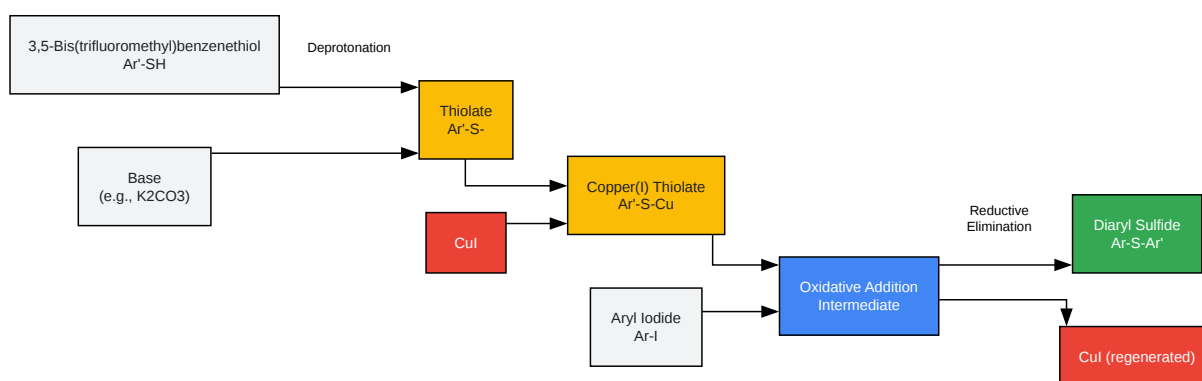 3,5-Bis(trifluoromethyl)benzenethiol
Ar'-SH
Deprotonation
Thiolate
Ar'-S-
Base
(e.g., K2CO3)
Copper(I) Thiolate
Ar'-S-Cu
CuI
Reductive
Elimination
Diaryl Sulfide
Ar-S-Ar'
Oxidative Addition
Intermediate
Aryl Iodide
Ar-I
CuI (regenerated)